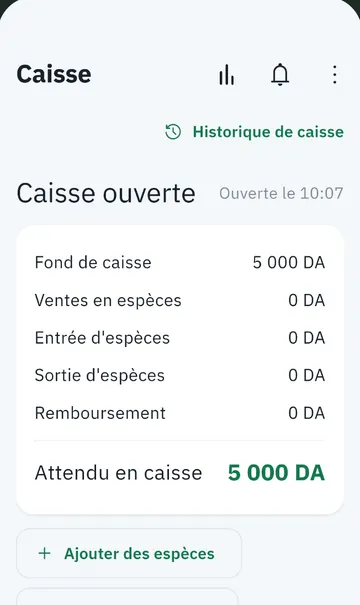 Caisse
Historique de caisse
Caisse ouverte Ouverte le 10:07
Fond de caisse 5 000 DA
Ventes en espèces 0 DA
Entrée d'espèces 0 DA
Sortie d'espèces 0 DA
Remboursement 0 DA
Attendu en caisse 5 000 DA
+ Ajouter des espèces